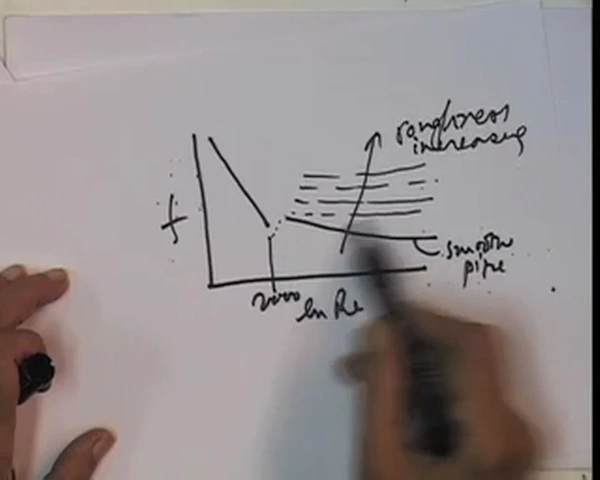 roughness
increasing
f
smooth
pipe
2000
ln Re